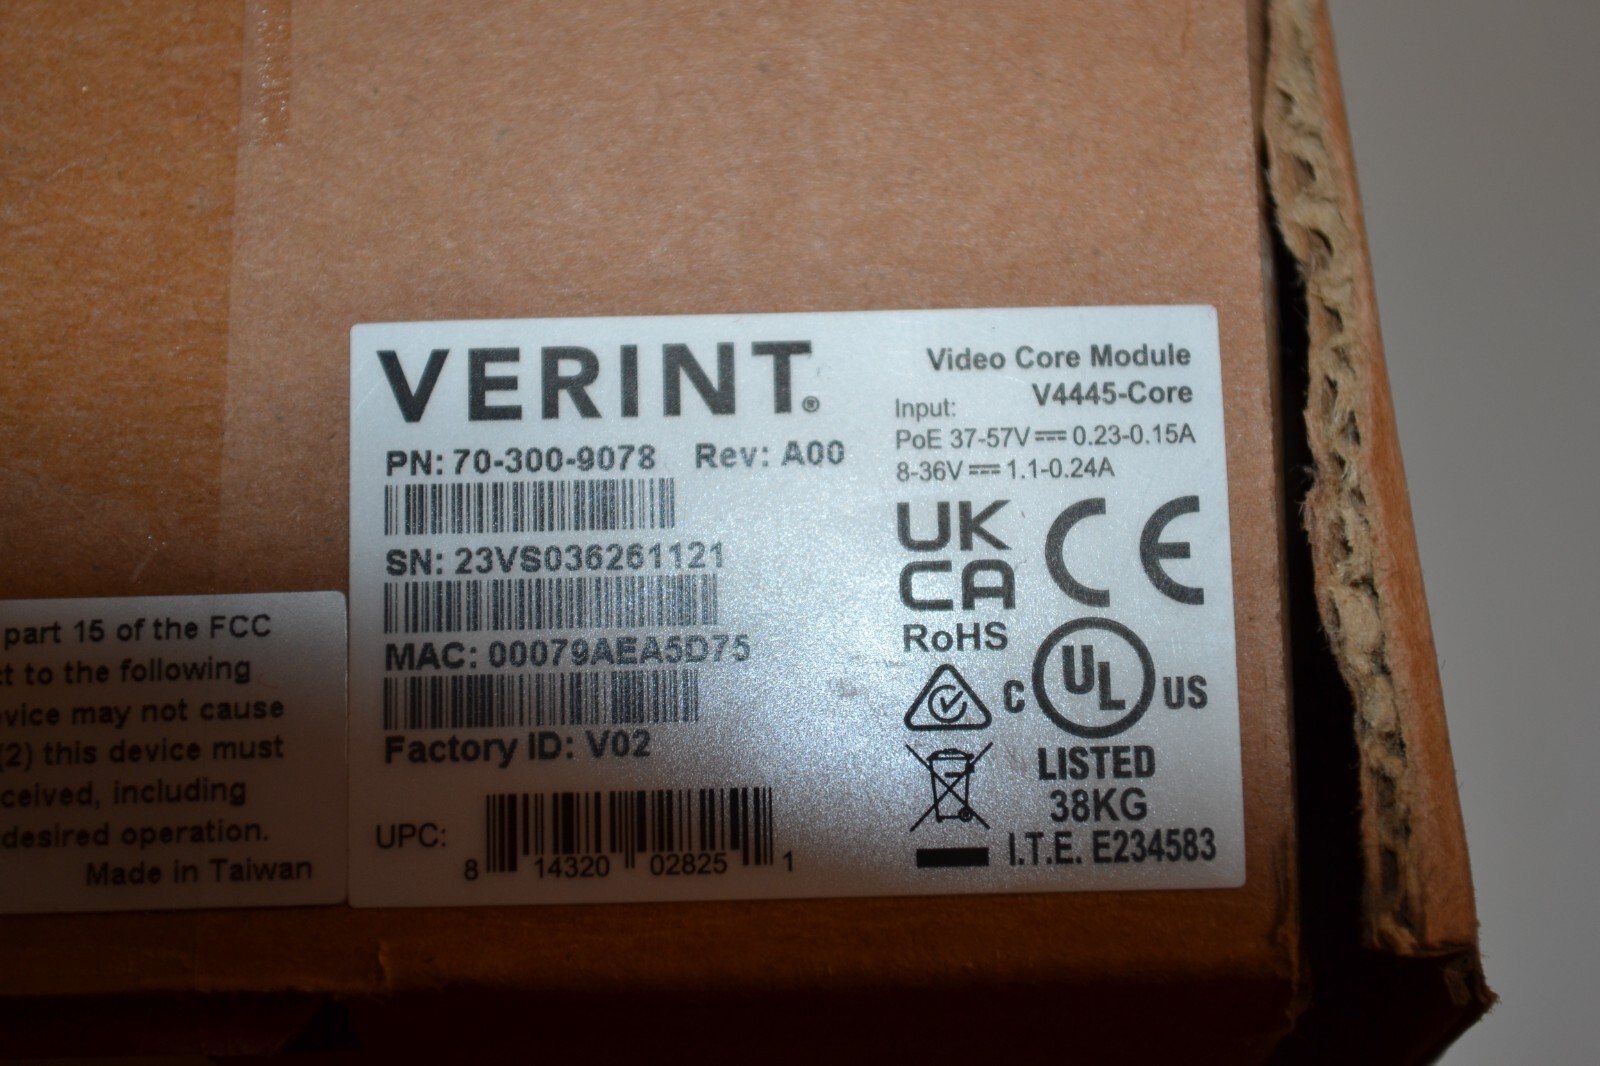 VERINT®
PN: 70-300-9078 Rev: A00
SN: 23VS036261121
MAC: 00079AEA5D75
Factory ID: V02
UPC:
8 14320 02825 1
Video Core Module
V4445-Core
Input:
PoE 37-57V⎓ 0.23-0.15A
8-36V⎓ 1.1-0.24A
UK
CA
CE
RoHS
C UL US
LISTED
38KG
I.T.E. E234583
part 15 of the FCC
ct to the following
evice may not cause
(2) this device must
ceived, including
desired operation.
Made in Taiwan